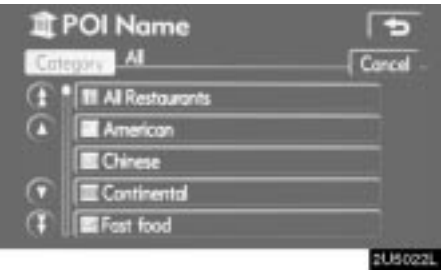 POI Name
Category All
Cancel
All Restaurants
American
Chinese
Continental
Fast food
2U5022L